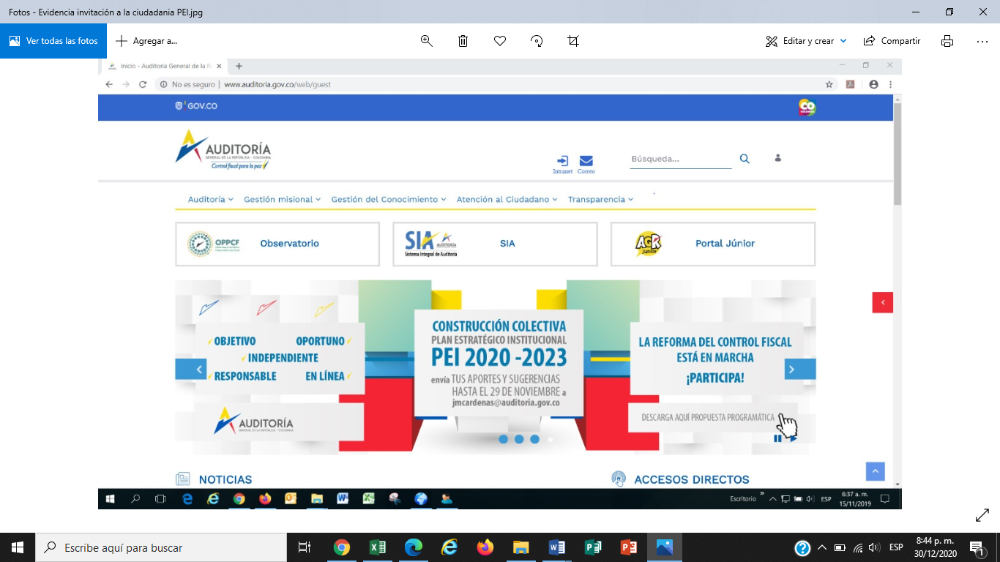 Fotos - Evidencia invitación a la ciudadania PEI.jpg
Ver todas las fotos
Agregar a...
Editar y crear
Compartir
Inicio - Auditoria General de la R
No es seguro | www.auditoria.gov.co/web/guest
GOV.CO
CO
COLOMBIA
AUDITORÍA
GENERAL DE LA REPÚBLICA - COLOMBIA
Control fiscal para la paz
Intranet
Correo
Búsqueda...
Auditoría
Gestión misional
Gestión del Conocimiento
Atención al Ciudadano
Transparencia
OPPCF
Observatorio
SIA
AUDITORÍA
Sistema Integral de Auditoría
SIA
AGR
Junior
Portal Júnior
OBJETIVO
OPORTUNO
INDEPENDIENTE
RESPONSABLE
EN LÍNEA
AUDITORÍA
GENERAL DE LA REPÚBLICA - COLOMBIA
CONSTRUCCIÓN COLECTIVA
PLAN ESTRATÉGICO INSTITUCIONAL
PEI 2020 -2023
envía TUS APORTES Y SUGERENCIAS
HASTA EL 29 DE NOVIEMBRE a
jmcardenas@auditoria.gov.co
LA REFORMA DEL CONTROL FISCAL
ESTÁ EN MARCHA
¡PARTICIPA!
DESCARGA AQUÍ PROPUESTA PROGRAMÁTICA
NOTICIAS
ACCESOS DIRECTOS
Escritorio
ESP
6:37 a. m.
15/11/2019
Escribe aquí para buscar
ESP
8:44 p. m.
30/12/2020
1